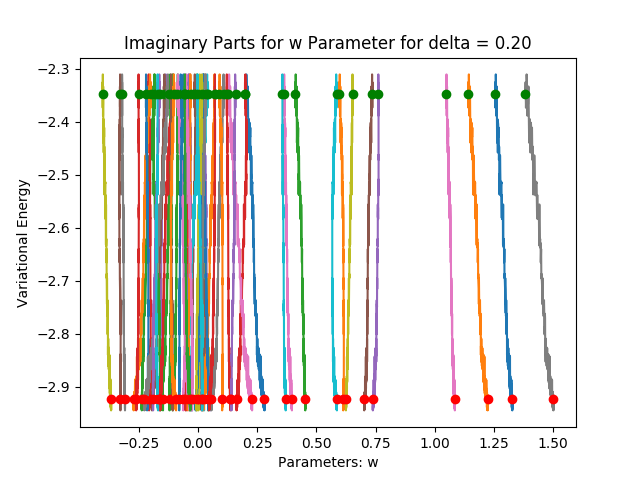 Imaginary Parts for w Parameter for delta = 0.20
−2.3
−2.4
−2.5
−2.6
−2.7
−2.8
−2.9
Variational Energy
−0.25 0.00 0.25 0.50 0.75 1.00 1.25 1.50
Parameters: w